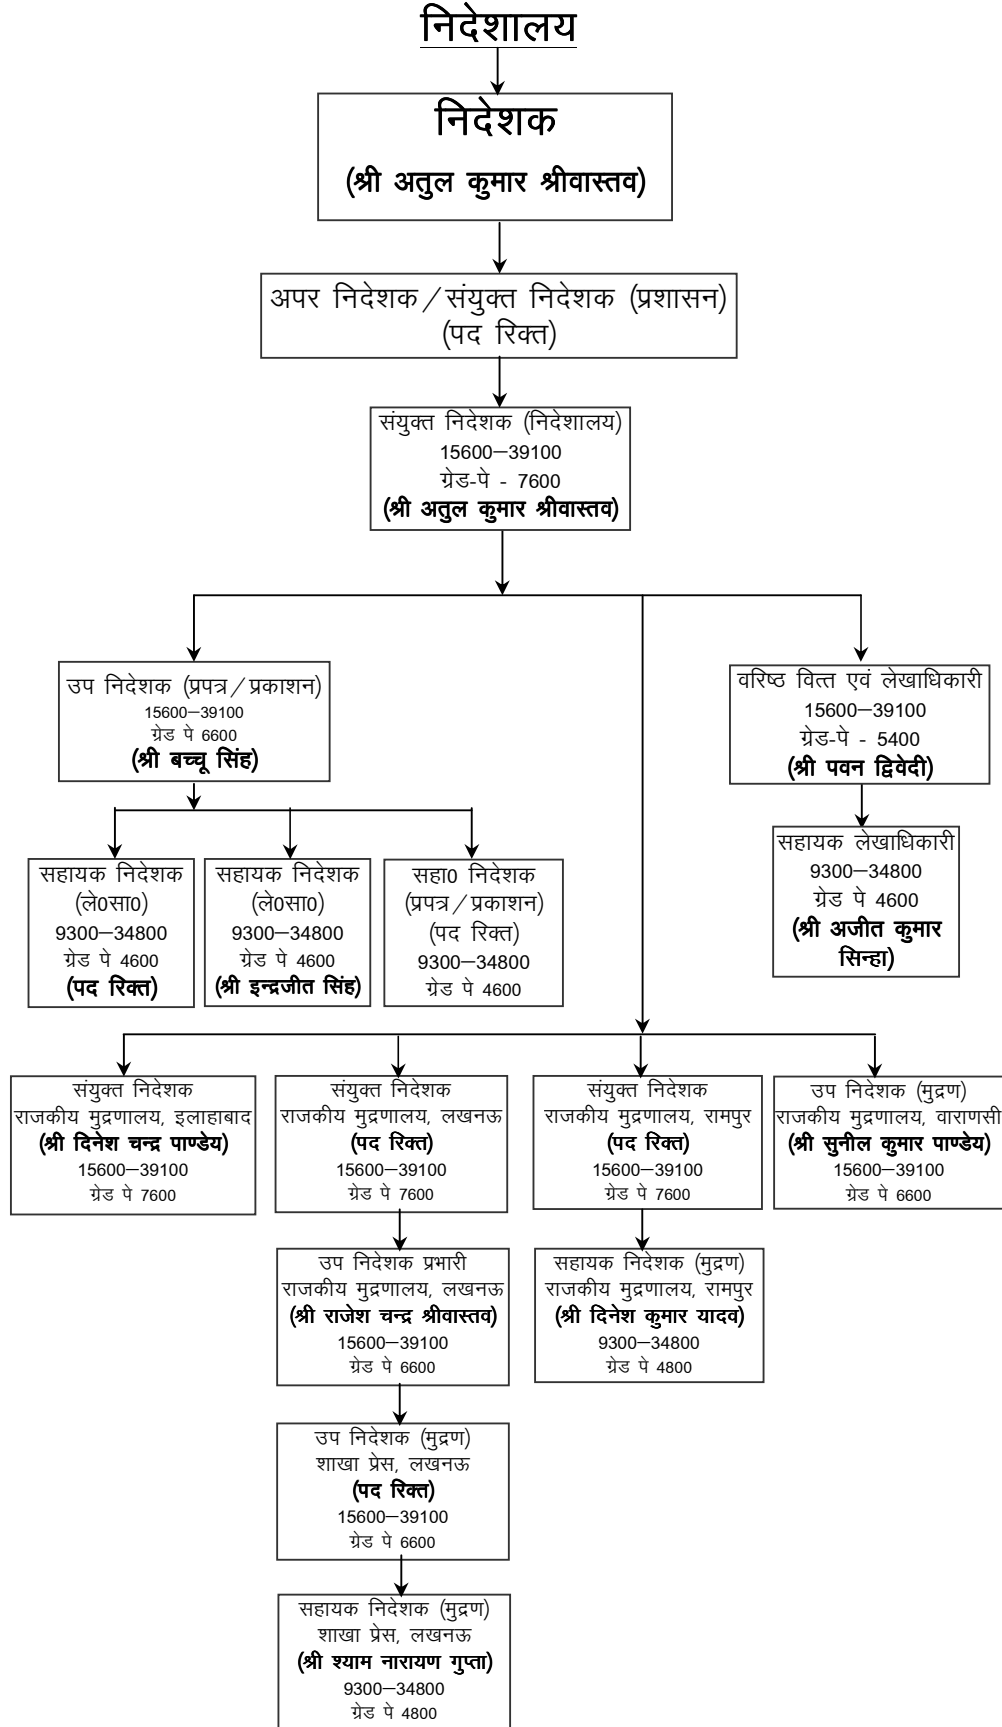 निदेशालय
निदेशक
(श्री अतुल कुमार श्रीवास्तव)
अपर निदेशक/संयुक्त निदेशक (प्रशासन)
(पद रिक्त)
संयुक्त निदेशक (निदेशालय)
15600–39100
ग्रेड-पे - 7600
(श्री अतुल कुमार श्रीवास्तव)
उप निदेशक (प्रपत्र/प्रकाशन)
15600–39100
ग्रेड पे 6600
(श्री बच्चू सिंह)
वरिष्ठ वित्त एवं लेखाधिकारी
15600–39100
ग्रेड-पे - 5400
(श्री पवन द्विवेदी)
सहायक लेखाधिकारी
9300–34800
ग्रेड पे 4600
(श्री अजीत कुमार
सिन्हा)
सहायक निदेशक
(ले0सा0)
9300–34800
ग्रेड पे 4600
(पद रिक्त)
सहायक निदेशक
(ले0सा0)
9300–34800
ग्रेड पे 4600
(श्री इन्द्रजीत सिंह)
सहा0 निदेशक
(प्रपत्र/प्रकाशन)
(पद रिक्त)
9300–34800
ग्रेड पे 4600
संयुक्त निदेशक
राजकीय मुद्रणालय, इलाहाबाद
(श्री दिनेश चन्द्र पाण्डेय)
15600–39100
ग्रेड पे 7600
संयुक्त निदेशक
राजकीय मुद्रणालय, लखनऊ
(पद रिक्त)
15600–39100
ग्रेड पे 7600
संयुक्त निदेशक
राजकीय मुद्रणालय, रामपुर
(पद रिक्त)
15600–39100
ग्रेड पे 7600
उप निदेशक (मुद्रण)
राजकीय मुद्रणालय, वाराणसी
(श्री सुनील कुमार पाण्डेय)
15600–39100
ग्रेड पे 6600
उप निदेशक प्रभारी
राजकीय मुद्रणालय, लखनऊ
(श्री राजेश चन्द्र श्रीवास्तव)
15600–39100
ग्रेड पे 6600
सहायक निदेशक (मुद्रण)
राजकीय मुद्रणालय, रामपुर
(श्री दिनेश कुमार यादव)
9300–34800
ग्रेड पे 4800
उप निदेशक (मुद्रण)
शाखा प्रेस, लखनऊ
(पद रिक्त)
15600–39100
ग्रेड पे 6600
सहायक निदेशक (मुद्रण)
शाखा प्रेस, लखनऊ
(श्री श्याम नारायण गुप्ता)
9300–34800
ग्रेड पे 4800